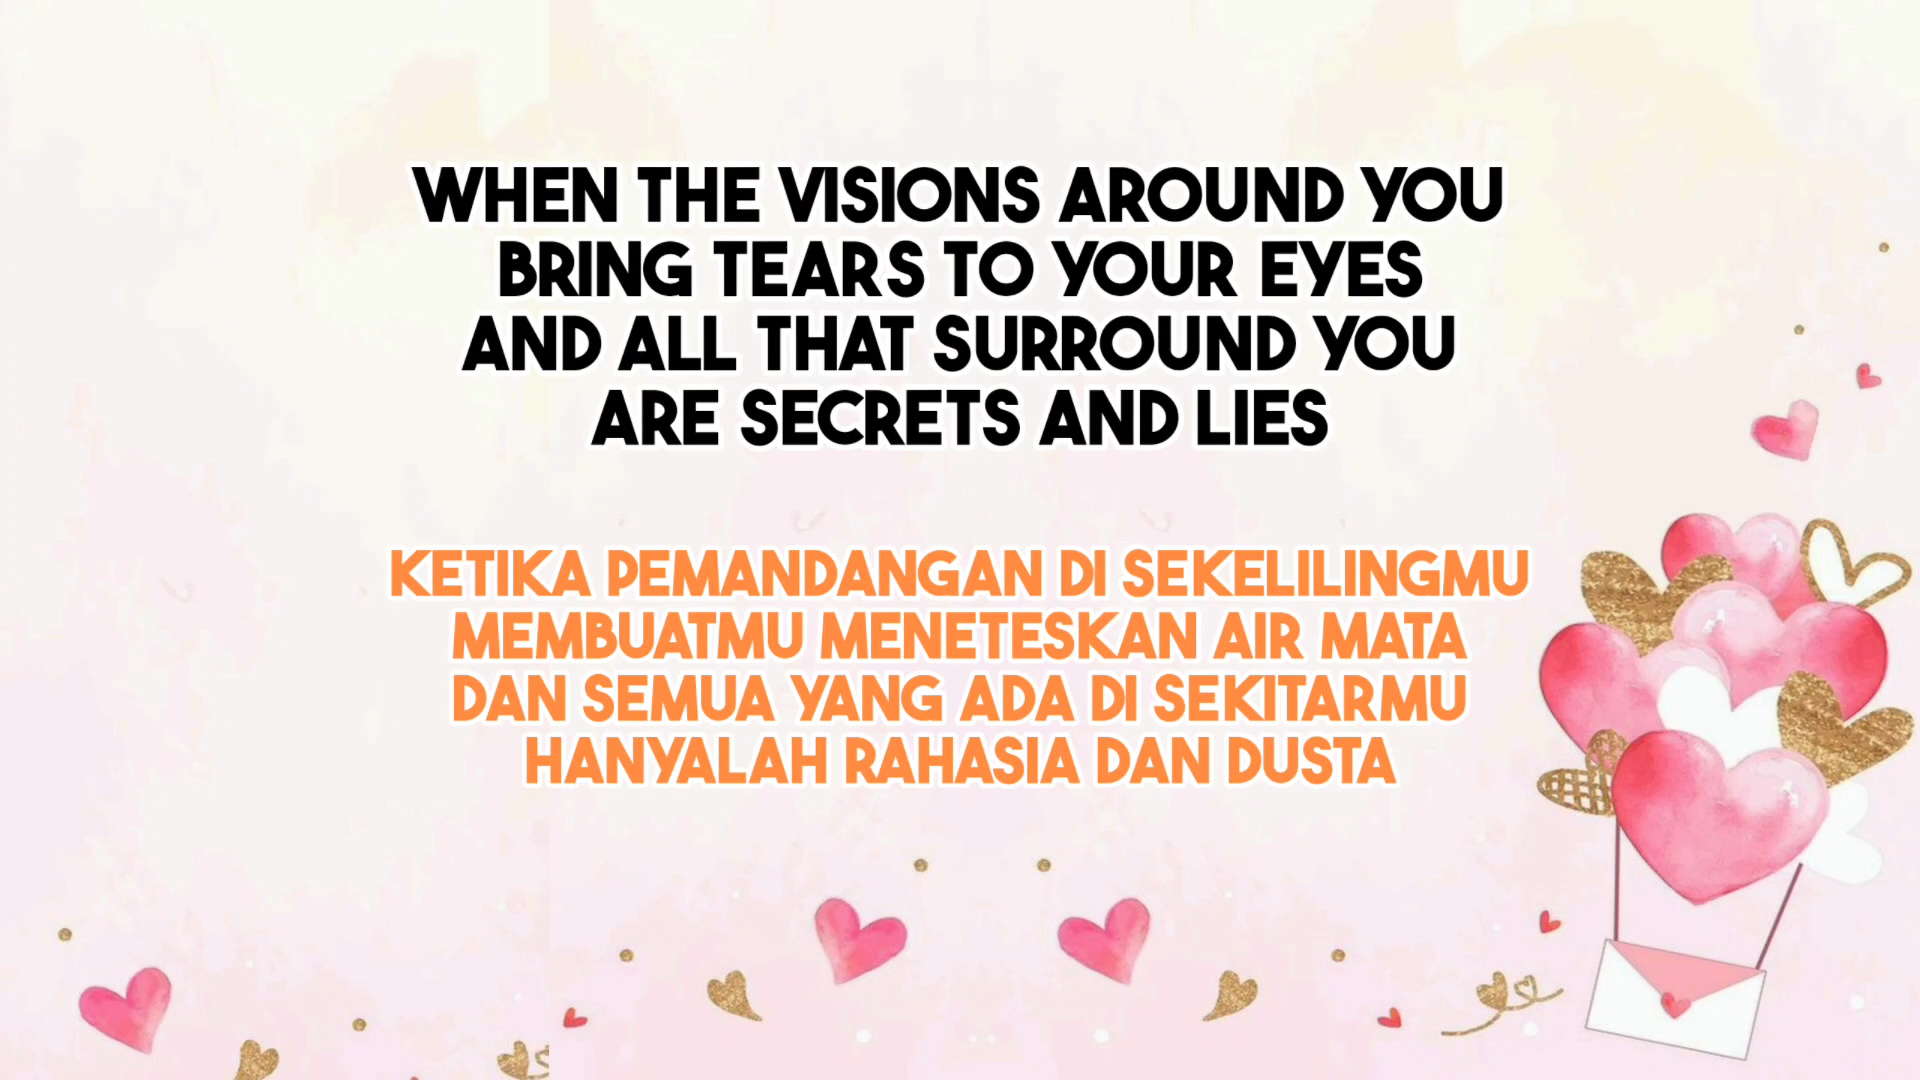 WHEN THE VISIONS AROUND YOU
BRING TEARS TO YOUR EYES
AND ALL THAT SURROUND YOU
ARE SECRETS AND LIES
KETIKA PEMANDANGAN DI SEKELILINGMU
MEMBUATMU MENETESKAN AIR MATA
DAN SEMUA YANG ADA DI SEKITARMU
HANYALAH RAHASIA DAN DUSTA